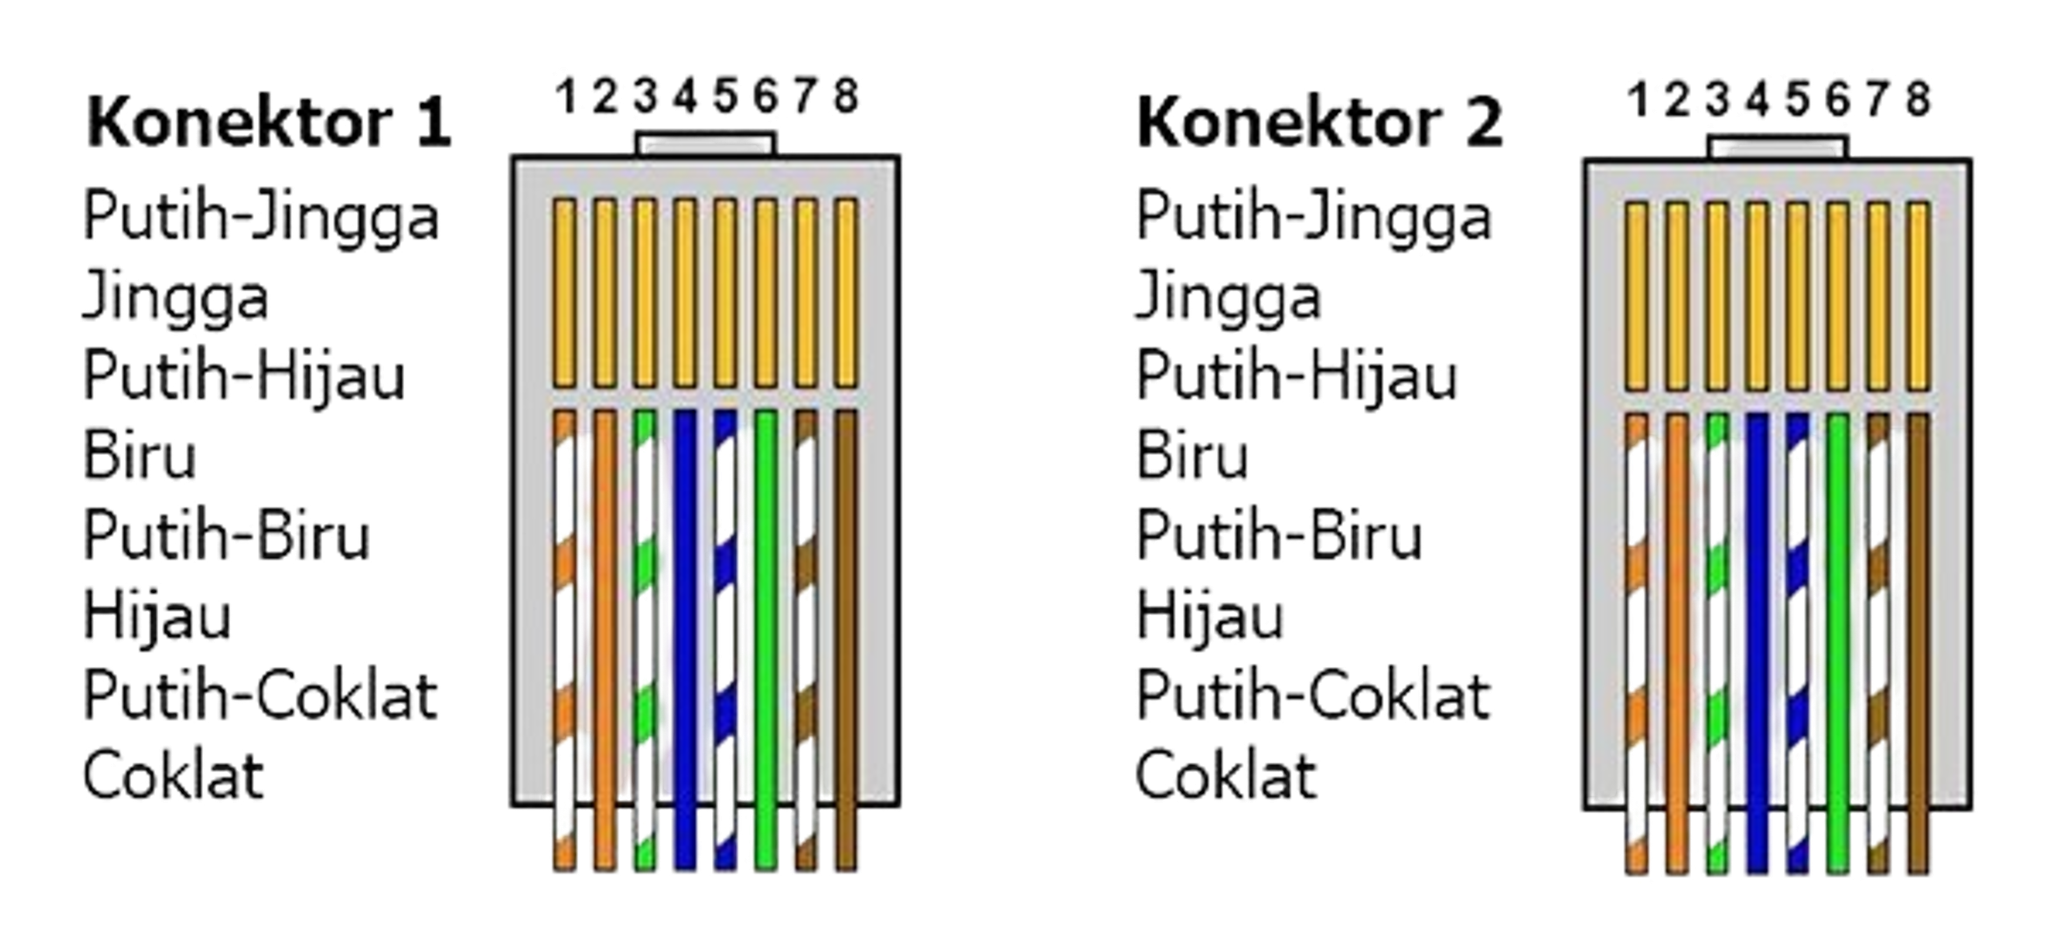 Konektor 1
Putih-Jingga
Jingga
Putih-Hijau
Biru
Putih-Biru
Hijau
Putih-Coklat
Coklat
1 2 3 4 5 6 7 8
Konektor 2
Putih-Jingga
Jingga
Putih-Hijau
Biru
Putih-Biru
Hijau
Putih-Coklat
Coklat
1 2 3 4 5 6 7 8